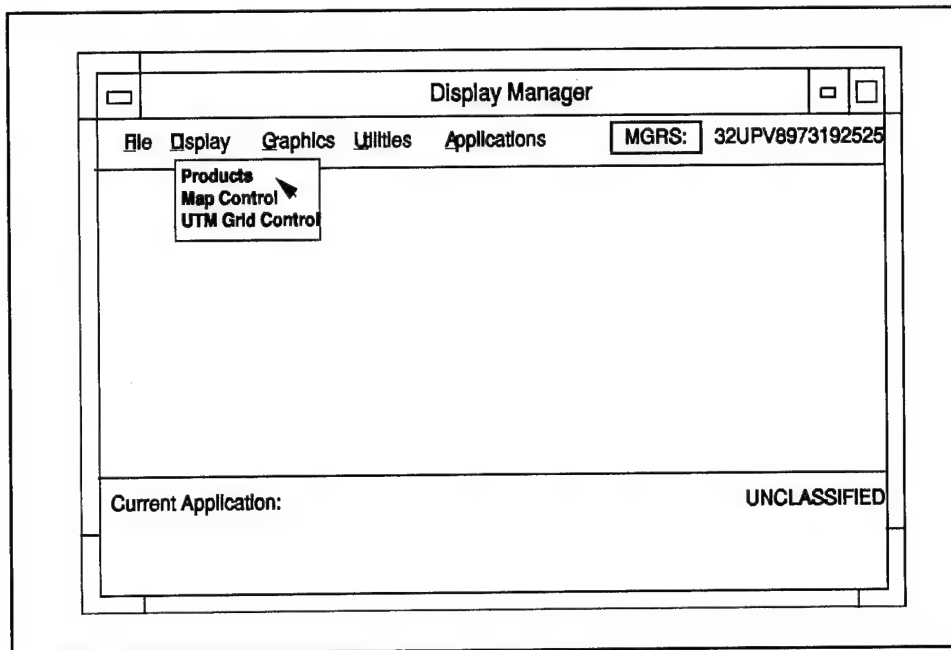 Display Manager
File Display Graphics Utilities Applications MGRS: 32UPV8973192525
Products
Map Control
UTM Grid Control
Current Application: UNCLASSIFIED